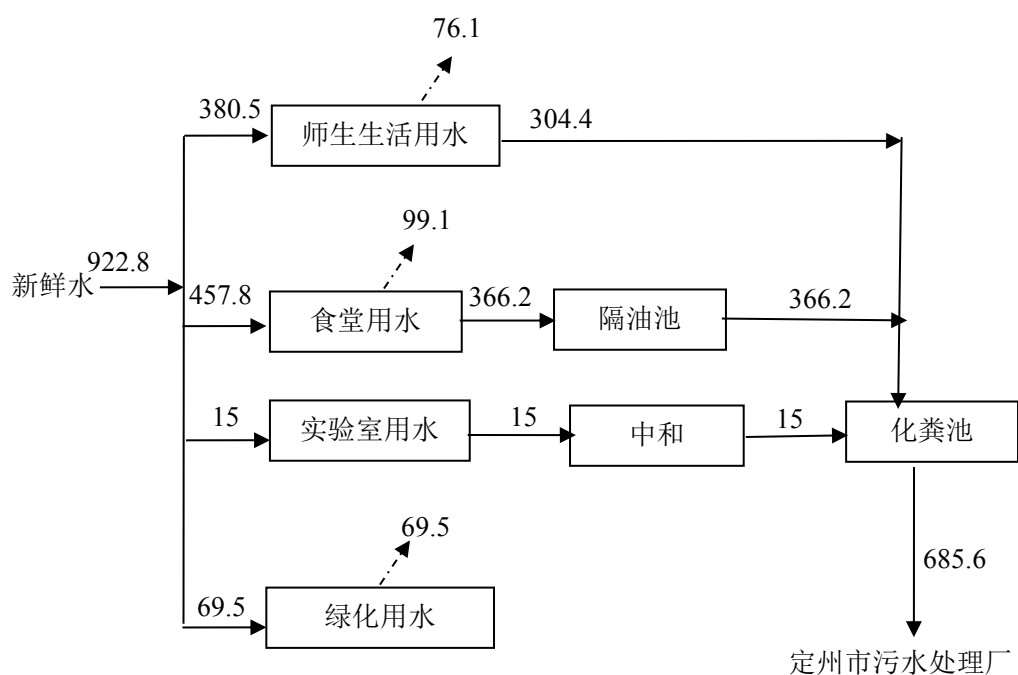 76.1
380.5
师生生活用水
304.4
99.1
新鲜水
922.8
457.8
食堂用水
366.2
隔油池
366.2
15
实验室用水
15
中和
15
化粪池
69.5
69.5
绿化用水
685.6
定州市污水处理厂